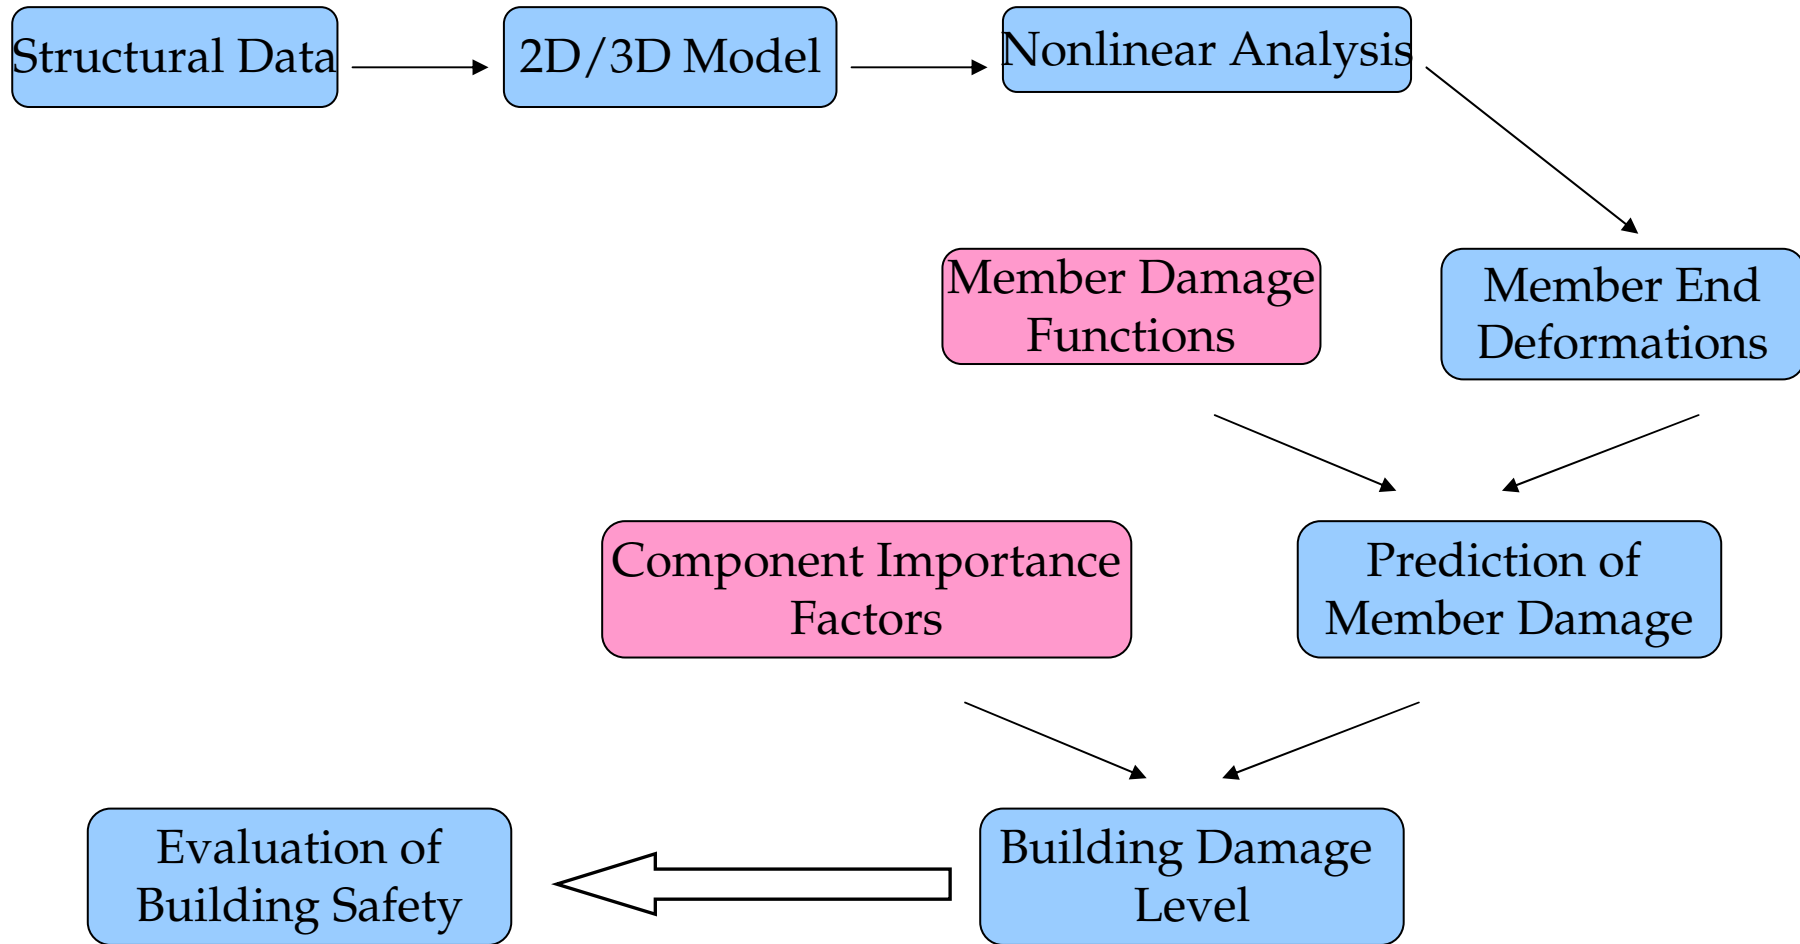 Structural Data
2D/3D Model
Nonlinear Analysis
Member Damage
Functions
Member End
Deformations
Component Importance
Factors
Prediction of
Member Damage
Evaluation of
Building Safety
Building Damage
Level